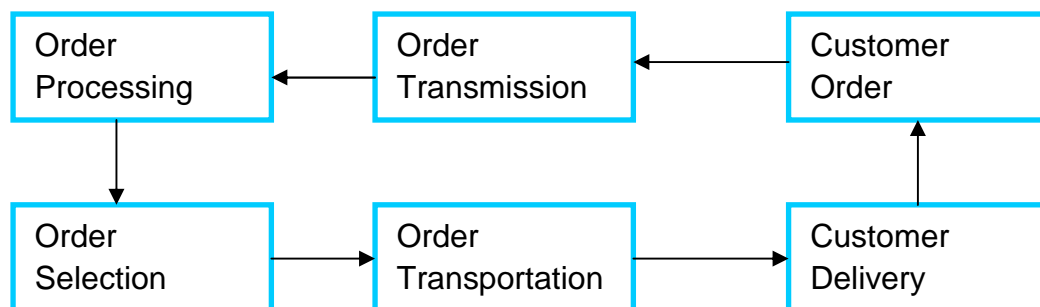 Order
Processing
Order
Transmission
Customer
Order
Order
Selection
Order
Transportation
Customer
Delivery